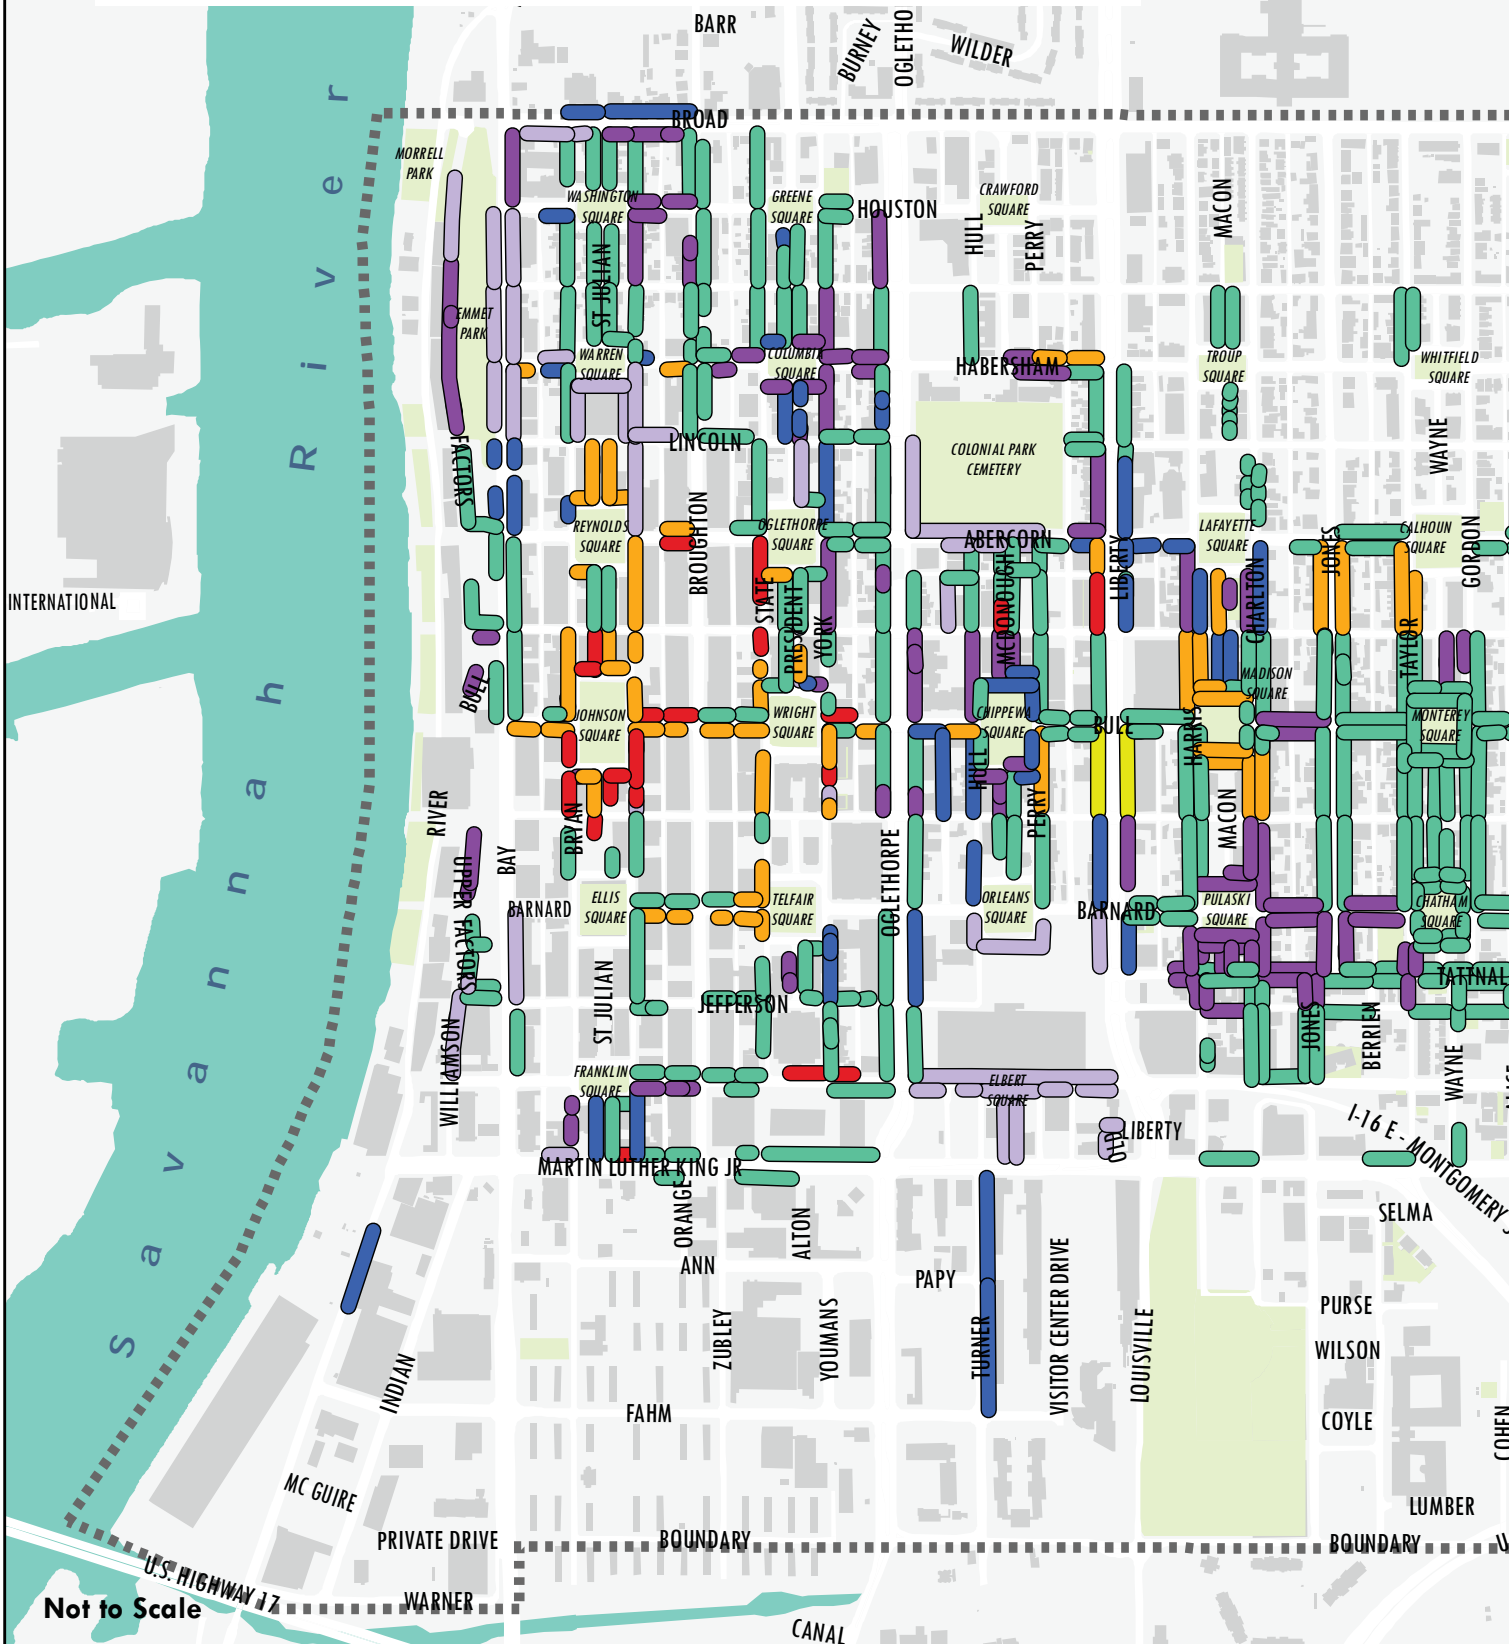 BARR
BURNEY
OGLETHO
WILDER
BROAD
MORRELL
PARK
WASHINGTON
SQUARE
GREENE
SQUARE
HOUSTON
CRAWFORD
SQUARE
HULL
PERRY
MACON
ST JULIAN
EMMET
PARK
WARREN
SQUARE
COLUMBIA
SQUARE
HABERSHAM
TROUP
SQUARE
WHITFIELD
SQUARE
LINCOLN
COLONIAL PARK
CEMETERY
WAYNE
FACTORS
REYNOLDS
SQUARE
BROUGHTON
OGLETHORPE
SQUARE
ABERCORN
LAFAYETTE
SQUARE
CALHOUN
SQUARE
JONES
GORDON
LIBERTY
CHARLTON
MCDONOUGH
STATE
PRESIDENT
YORK
INTERNATIONAL
TAYLOR
MADISON
SQUARE
BULL
JOHNSON
SQUARE
WRIGHT
SQUARE
CHIPPEWA
SQUARE
BULL
HARRIS
MONTEREY
SQUARE
HULL
PERRY
MACON
RIVER
BRYAN
BAY
UPPER FACTORS
OGLETHORPE
BARNARD
ELLIS
SQUARE
TELFAIR
SQUARE
ORLEANS
SQUARE
BARNARD
PULASKI
SQUARE
CHATHAM
SQUARE
TATTNAL
Savannah River
ST JULIAN
JEFFERSON
JONES
BERRIEN
WAYNE
WILLIAMSON
FRANKLIN
SQUARE
ELBERT
SQUARE
OLD
LIBERTY
I-16 E - MONTGOMERY S
MARTIN LUTHER KING JR
ORANGE
ALTON
SELMA
ANN
PAPY
PURSE
ZUBLEY
YOUMANS
TURNER
VISITOR CENTER DRIVE
LOUISVILLE
WILSON
INDIAN
FAHM
COYLE
COHEN
MC GUIRE
LUMBER
PRIVATE DRIVE
BOUNDARY
BOUNDARY
U.S. HIGHWAY 17
WARNER
Not to Scale
CANAL